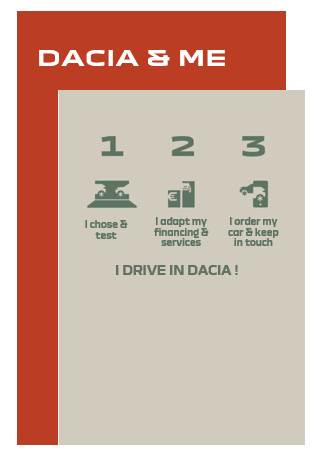 DACIA & ME
1 2 3
I chose &
test
I adapt my
financing &
services
I order my
car & keep
in touch
I DRIVE IN DACIA !